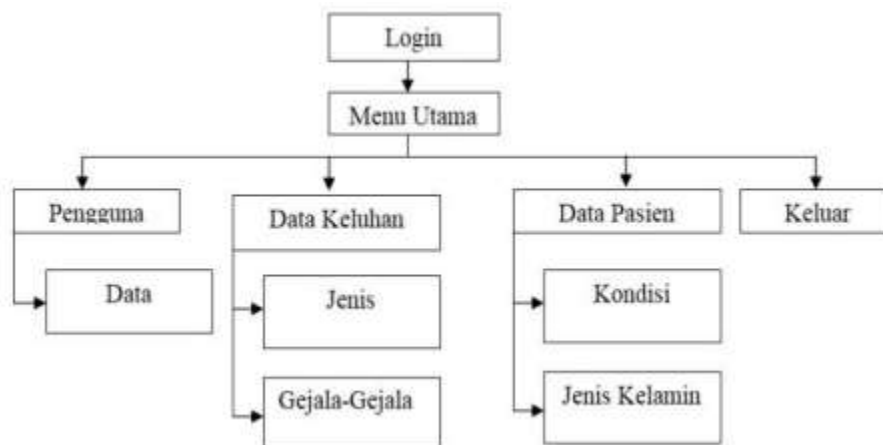 Login
Menu Utama
Pengguna
Data Keluhan
Data Pasien
Keluar
Data
Jenis
Kondisi
Gejala-Gejala
Jenis Kelamin